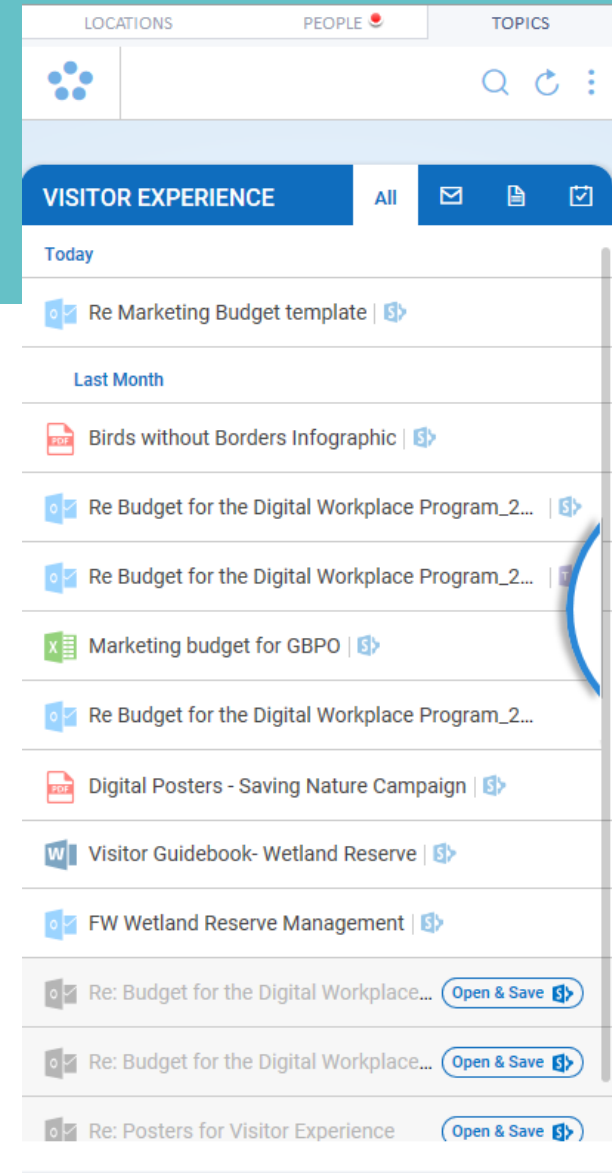 LOCATIONS PEOPLE TOPICS
VISITOR EXPERIENCE All
Today
Re Marketing Budget template
Last Month
Birds without Borders Infographic
Re Budget for the Digital Workplace Program_2...
Re Budget for the Digital Workplace Program_2...
Marketing budget for GBPO
Re Budget for the Digital Workplace Program_2...
Digital Posters - Saving Nature Campaign
Visitor Guidebook- Wetland Reserve
FW Wetland Reserve Management
Re: Budget for the Digital Workplace... Open & Save
Re: Budget for the Digital Workplace... Open & Save
Re: Posters for Visitor Experience Open & Save